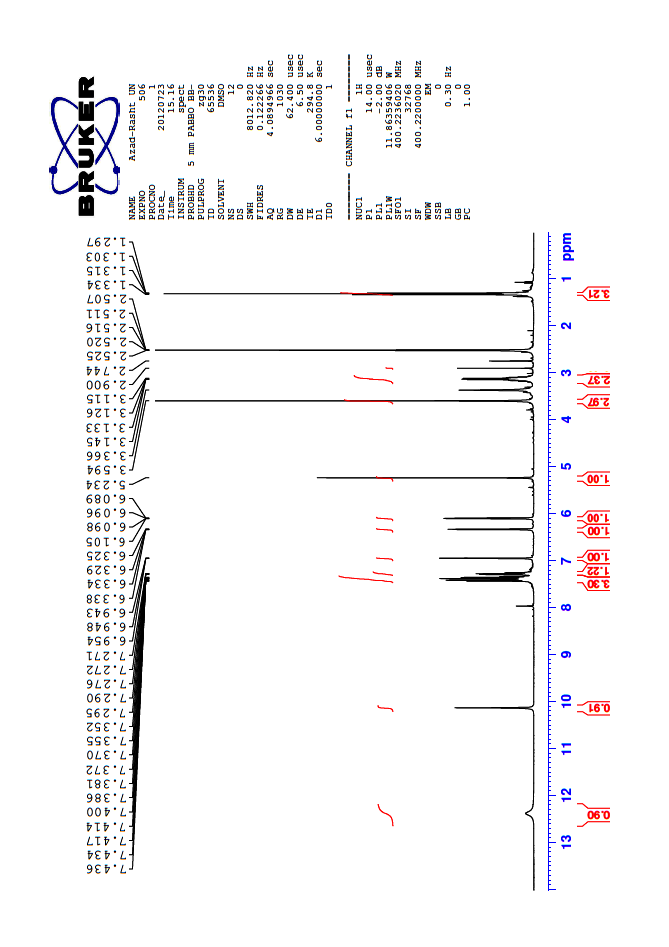 BRUKER
NAME Azad-Rasht UN
EXPNO 506
PROCNO 1
Date_ 20120723
Time 15.16
INSTRUM spect
PROBHD 5 mm PABBO BB-
PULPROG zg30
TD 65536
SOLVENT DMSO
NS 12
DS 0
SWH 8012.820 Hz
FIDRES 0.122266 Hz
AQ 4.0894966 sec
RG 1030
DW 62.400 usec
DE 6.50 usec
TE 294.8 K
D1 6.00000000 sec
TD0 1
======== CHANNEL f1 ========
NUC1 1H
P1 14.00 usec
PL1 -2.00 dB
PL1W 11.86359406 W
SFO1 400.2236020 MHz
SI 32768
SF 400.2200000 MHz
WDW EM
SSB 0
LB 0.30 Hz
GB 0
PC 1.00
1.297
1.303
1.315
1.334
2.507
2.511
2.516
2.520
2.525
2.744
2.900
3.115
3.126
3.133
3.145
3.366
3.594
5.234
6.089
6.096
6.098
6.105
6.325
6.329
6.334
6.338
6.943
6.948
6.954
7.271
7.272
7.276
7.290
7.295
7.352
7.355
7.370
7.372
7.381
7.386
7.400
7.414
7.417
7.434
7.436
ppm
1
2
3
4
5
6
7
8
9
10
11
12
13
3.21
2.37
2.97
1.00
1.00
1.00
1.00
1.22
3.30
0.91
0.90